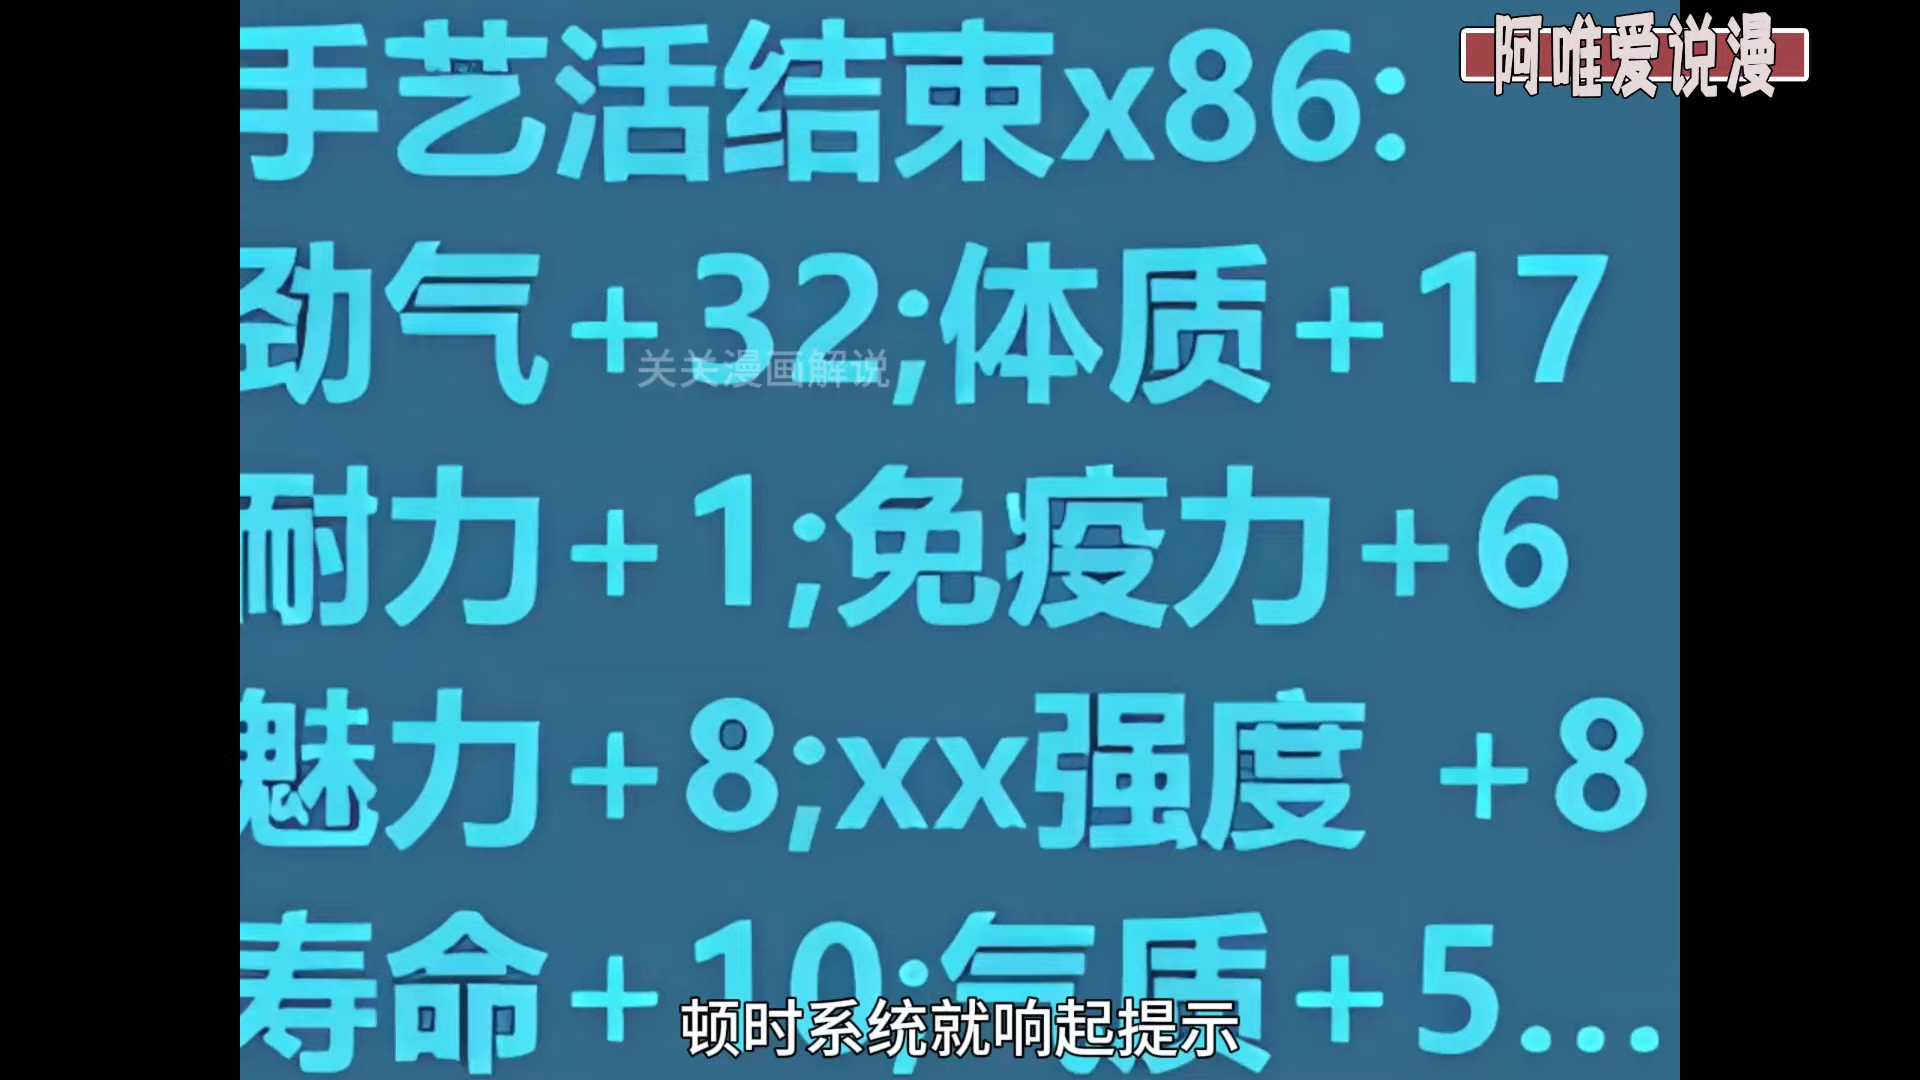 阿唯爱说漫
手艺活结束x86:
劲气+32;体质+17
关关漫画解说
耐力+1;免疫力+6
魅力+8;xx强度 +8
寿命+10;气质+5...
顿时系统就响起提示